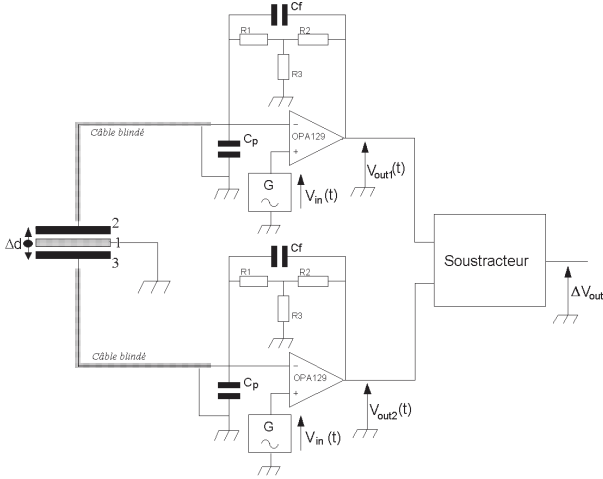 Cf
R1
R2
R3
Câble blindé
Cp
OPA129
−
+
G
Vin(t)
Vout1(t)
2
Δd
1
3
Soustracteur
ΔVout
Cf
R1
R2
R3
Câble blindé
Cp
OPA129
−
+
G
Vin (t)
Vout2(t)